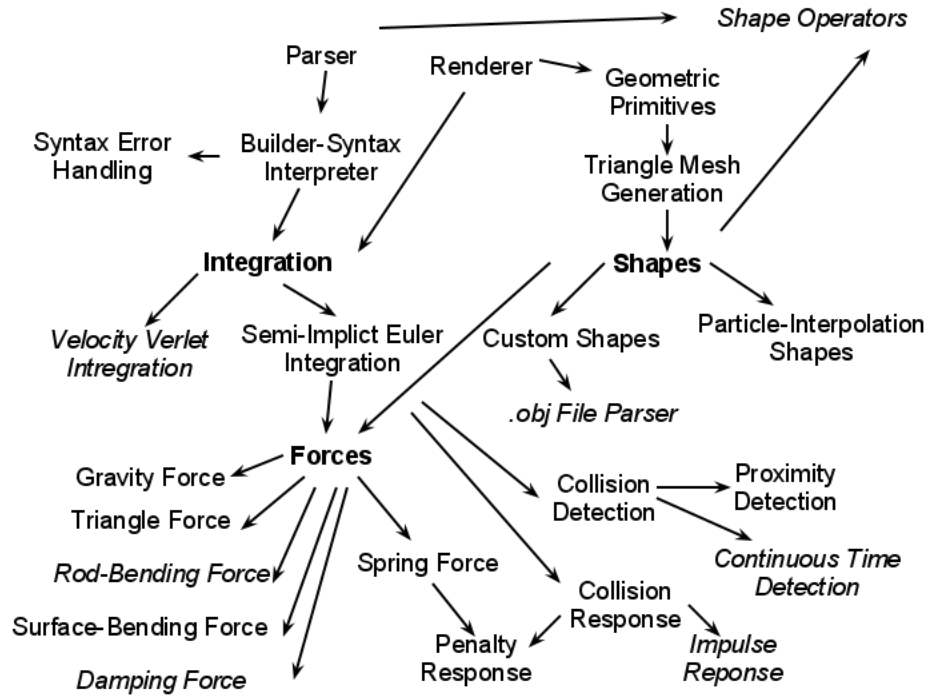 Shape Operators
Parser
Renderer
Geometric
Primitives
Syntax Error
Handling
Builder-Syntax
Interpreter
Triangle Mesh
Generation
Integration
Shapes
Velocity Verlet
Intregration
Semi-Implict Euler
Integration
Custom Shapes
Particle-Interpolation
Shapes
.obj File Parser
Forces
Gravity Force
Triangle Force
Rod-Bending Force
Surface-Bending Force
Damping Force
Spring Force
Collision
Detection
Proximity
Detection
Continuous Time
Detection
Collision
Response
Penalty
Response
Impulse
Reponse